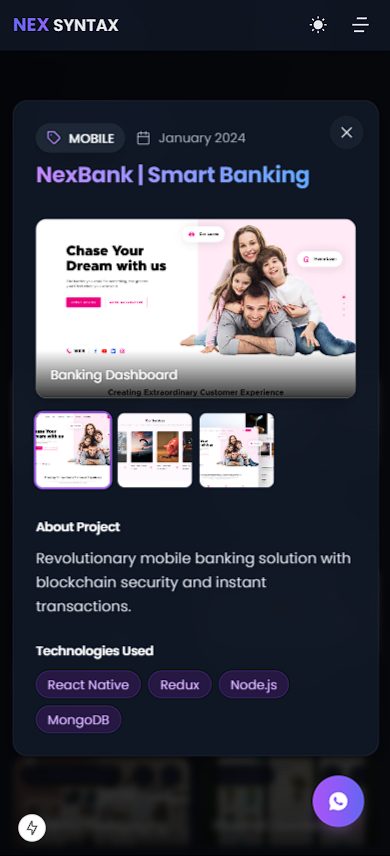 NEX SYNTAX
MOBILE
January 2024
NexBank | Smart Banking
Chase Your
Dream with us
Banking Dashboard
Creating Extraordinary Customer Experience
About Project
Revolutionary mobile banking solution with
blockchain security and instant
transactions.
Technologies Used
React Native
Redux
Node.js
MongoDB